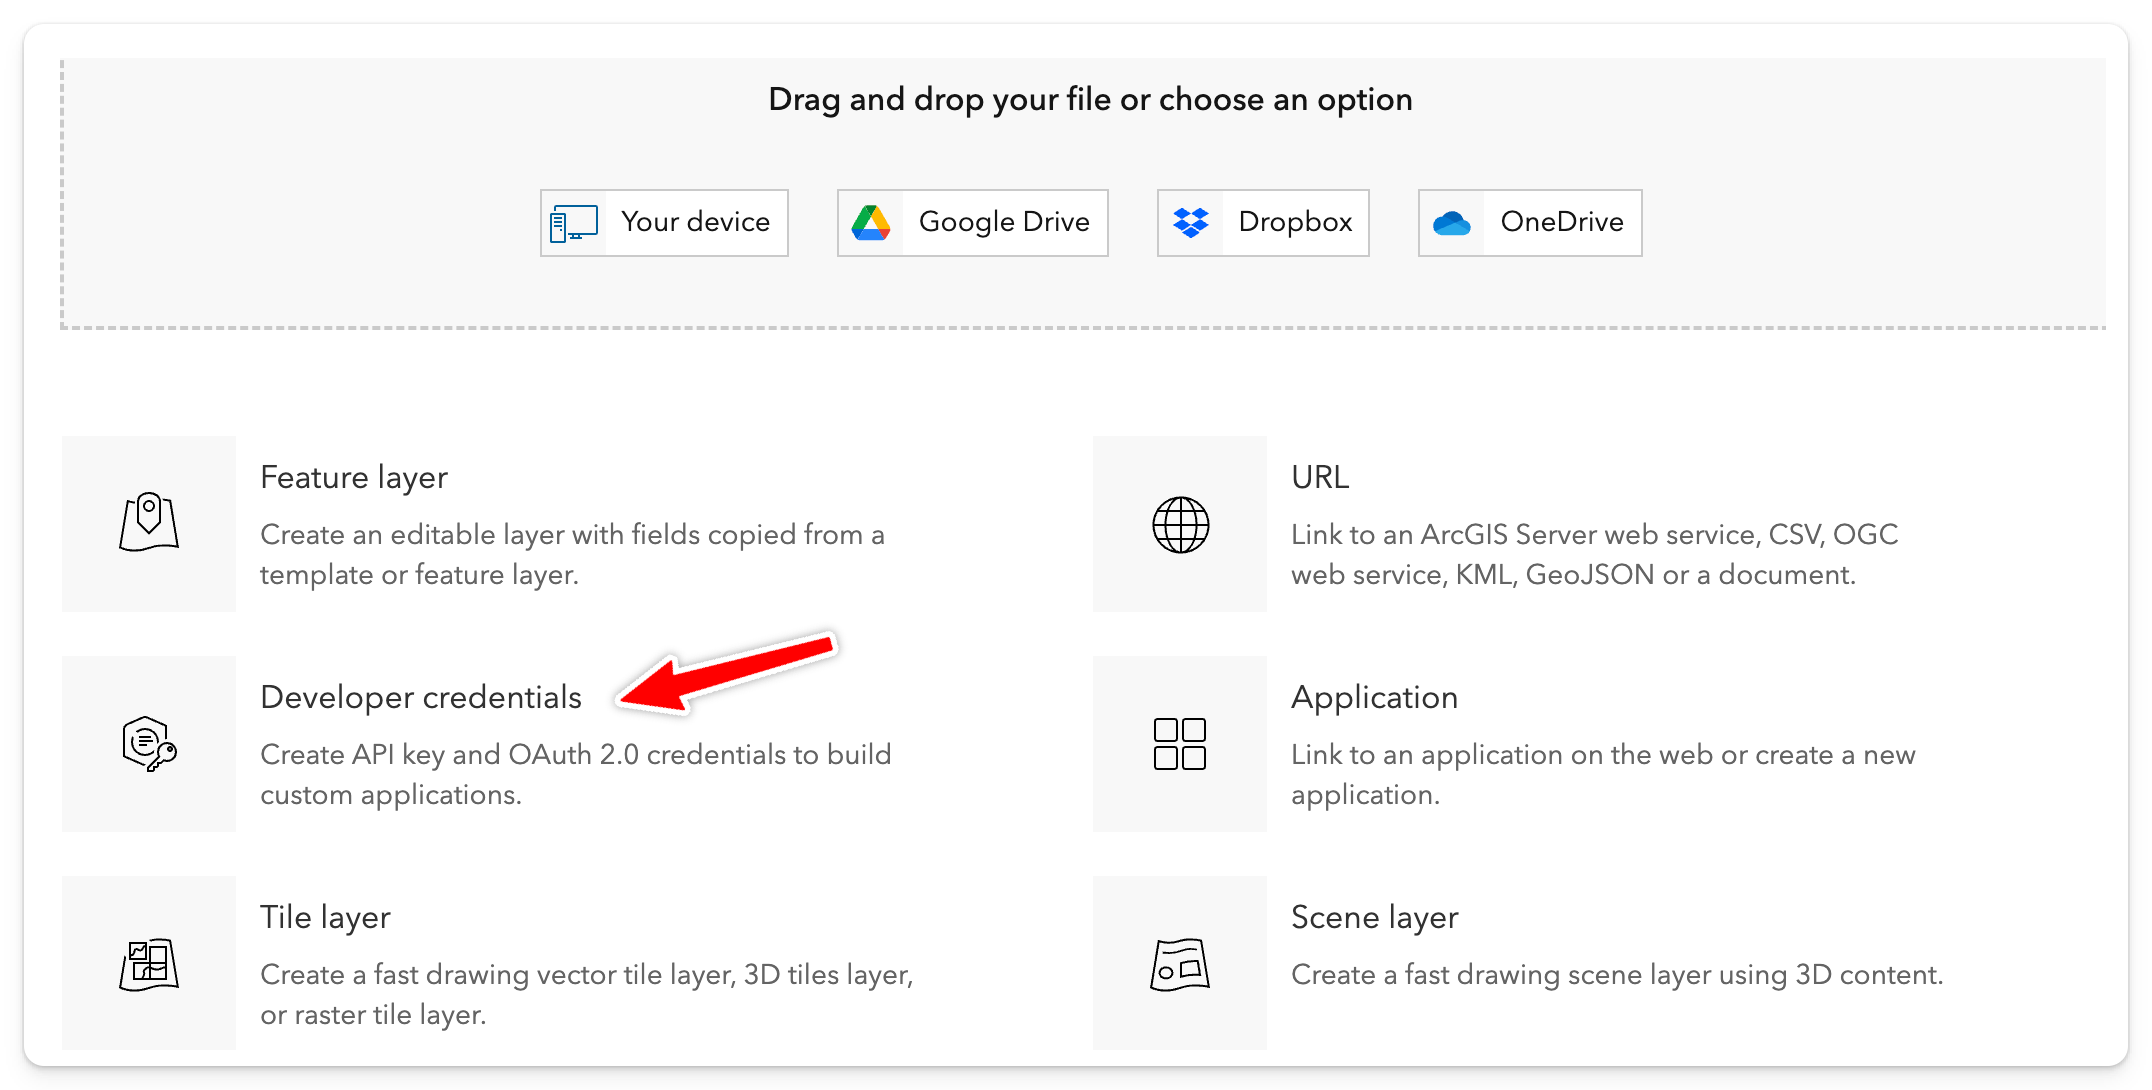 Drag and drop your file or choose an option
Your device
Google Drive
Dropbox
OneDrive
Feature layer
Create an editable layer with fields copied from a
template or feature layer.
URL
Link to an ArcGIS Server web service, CSV, OGC
web service, KML, GeoJSON or a document.
Developer credentials
Create API key and OAuth 2.0 credentials to build
custom applications.
Application
Link to an application on the web or create a new
application.
Tile layer
Create a fast drawing vector tile layer, 3D tiles layer,
or raster tile layer.
Scene layer
Create a fast drawing scene layer using 3D content.